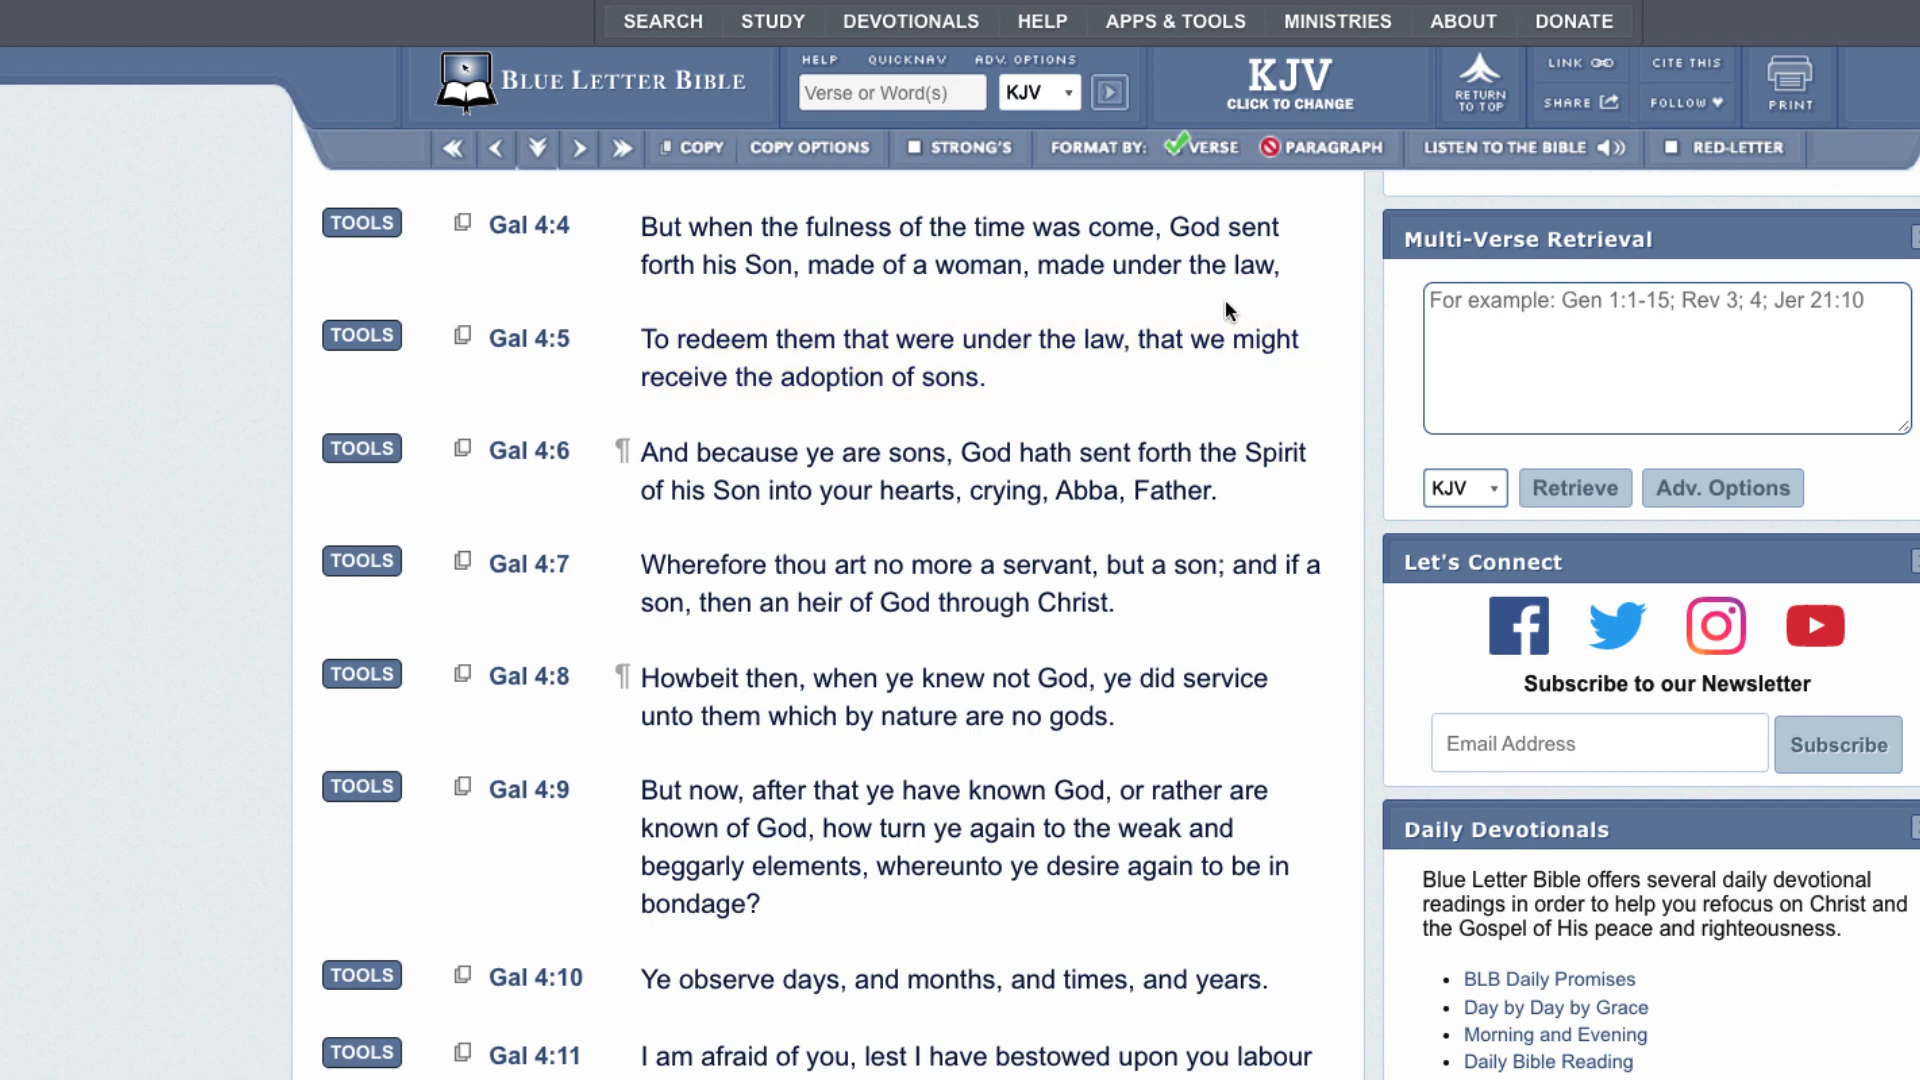 SEARCH STUDY DEVOTIONALS HELP APPS & TOOLS MINISTRIES ABOUT DONATE
BLUE LETTER BIBLE
HELP QUICKNAV ADV. OPTIONS
Verse or Word(s) KJV
KJV
CLICK TO CHANGE
RETURN
TO TOP
LINK
SHARE
CITE THIS
FOLLOW
PRINT
COPY COPY OPTIONS STRONG'S FORMAT BY: VERSE PARAGRAPH LISTEN TO THE BIBLE RED-LETTER
TOOLS Gal 4:4 But when the fulness of the time was come, God sent
forth his Son, made of a woman, made under the law,
TOOLS Gal 4:5 To redeem them that were under the law, that we might
receive the adoption of sons.
TOOLS Gal 4:6 ¶ And because ye are sons, God hath sent forth the Spirit
of his Son into your hearts, crying, Abba, Father.
TOOLS Gal 4:7 Wherefore thou art no more a servant, but a son; and if a
son, then an heir of God through Christ.
TOOLS Gal 4:8 ¶ Howbeit then, when ye knew not God, ye did service
unto them which by nature are no gods.
TOOLS Gal 4:9 But now, after that ye have known God, or rather are
known of God, how turn ye again to the weak and
beggarly elements, whereunto ye desire again to be in
bondage?
TOOLS Gal 4:10 Ye observe days, and months, and times, and years.
TOOLS Gal 4:11 I am afraid of you, lest I have bestowed upon you labour
Multi-Verse Retrieval
For example: Gen 1:1-15; Rev 3; 4; Jer 21:10
KJV Retrieve Adv. Options
Let's Connect
Subscribe to our Newsletter
Email Address Subscribe
Daily Devotionals
Blue Letter Bible offers several daily devotional
readings in order to help you refocus on Christ and
the Gospel of His peace and righteousness.
• BLB Daily Promises
• Day by Day by Grace
• Morning and Evening
• Daily Bible Reading